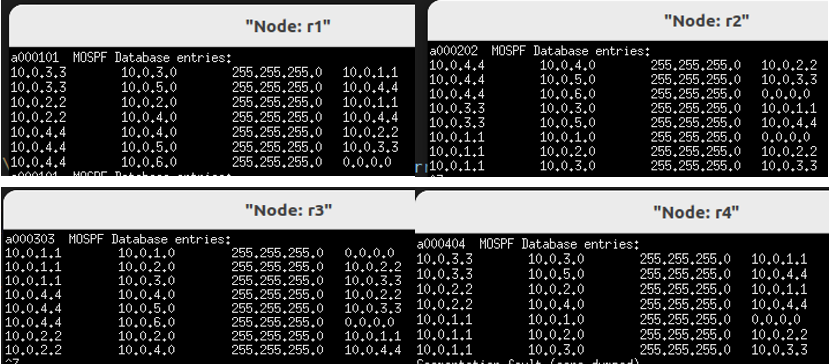 "Node: r1"
a000101 MOSPF Database entries:
10.0.3.3 10.0.3.0 255.255.255.0 10.0.1.1
10.0.3.3 10.0.5.0 255.255.255.0 10.0.4.4
10.0.2.2 10.0.2.0 255.255.255.0 10.0.1.1
10.0.2.2 10.0.4.0 255.255.255.0 10.0.4.4
10.0.4.4 10.0.4.0 255.255.255.0 10.0.2.2
10.0.4.4 10.0.5.0 255.255.255.0 10.0.3.3
10.0.4.4 10.0.6.0 255.255.255.0 0.0.0.0
"Node: r2"
a000202 MOSPF Database entries:
10.0.4.4 10.0.4.0 255.255.255.0 10.0.2.2
10.0.4.4 10.0.5.0 255.255.255.0 10.0.3.3
10.0.4.4 10.0.6.0 255.255.255.0 0.0.0.0
10.0.3.3 10.0.3.0 255.255.255.0 10.0.1.1
10.0.3.3 10.0.5.0 255.255.255.0 10.0.4.4
10.0.1.1 10.0.1.0 255.255.255.0 0.0.0.0
10.0.1.1 10.0.2.0 255.255.255.0 10.0.2.2
10.0.1.1 10.0.3.0 255.255.255.0 10.0.3.3
"Node: r3"
a000303 MOSPF Database entries:
10.0.1.1 10.0.1.0 255.255.255.0 0.0.0.0
10.0.1.1 10.0.2.0 255.255.255.0 10.0.2.2
10.0.1.1 10.0.3.0 255.255.255.0 10.0.3.3
10.0.4.4 10.0.4.0 255.255.255.0 10.0.2.2
10.0.4.4 10.0.5.0 255.255.255.0 10.0.3.3
10.0.4.4 10.0.6.0 255.255.255.0 0.0.0.0
10.0.2.2 10.0.2.0 255.255.255.0 10.0.1.1
10.0.2.2 10.0.4.0 255.255.255.0 10.0.4.4
"Node: r4"
a000404 MOSPF Database entries:
10.0.3.3 10.0.3.0 255.255.255.0 10.0.1.1
10.0.3.3 10.0.5.0 255.255.255.0 10.0.4.4
10.0.2.2 10.0.2.0 255.255.255.0 10.0.1.1
10.0.2.2 10.0.4.0 255.255.255.0 10.0.4.4
10.0.1.1 10.0.1.0 255.255.255.0 0.0.0.0
10.0.1.1 10.0.2.0 255.255.255.0 10.0.2.2
10.0.1.1 10.0.3.0 255.255.255.0 10.0.3.3